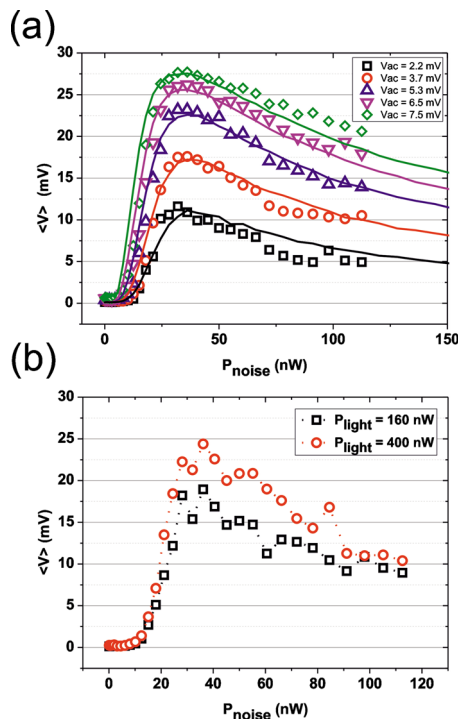 (a)
30
25
20
15
10
5
0
<V> (mV)
Vac = 2.2 mV
Vac = 3.7 mV
Vac = 5.3 mV
Vac = 6.5 mV
Vac = 7.5 mV
0 50 100 150
Pnoise (nW)
(b)
30
25
20
15
10
5
0
<V> (mV)
Plight = 160 nW
Plight = 400 nW
0 20 40 60 80 100 120
Pnoise (nW)